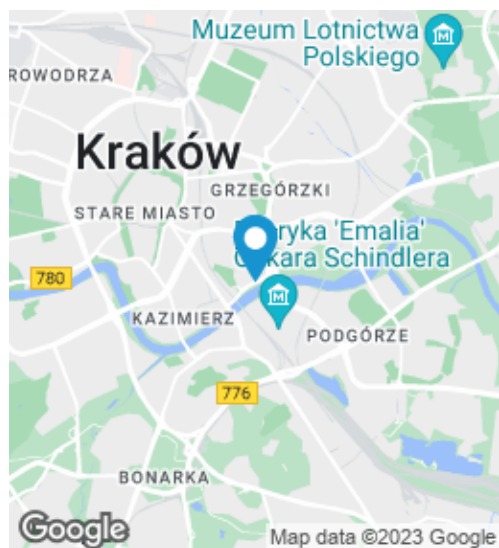 Muzeum Lotnictwa
Polskiego
ROWODRZA
Kraków
GRZEGÓRZKI
STARE MIASTO
ryka 'Emalia'
kara Schindlera
780
KAZIMIERZ
PODGÓRZE
776
BONARKA
Google
Map data ©2023 Google